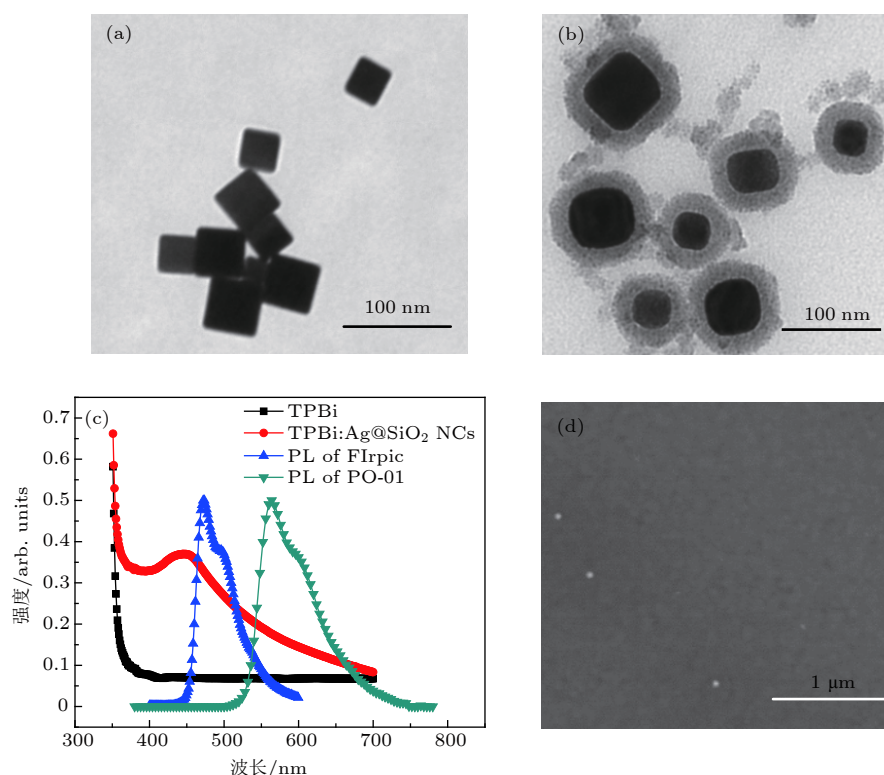 (a)
100 nm
(b)
100 nm
(c)
TPBi
TPBi:Ag@SiO₂ NCs
PL of FIrpic
PL of PO-01
强度/arb. units
0.7
0.6
0.5
0.4
0.3
0.2
0.1
0
300 400 500 600 700 800
波长/nm
(d)
1 μm